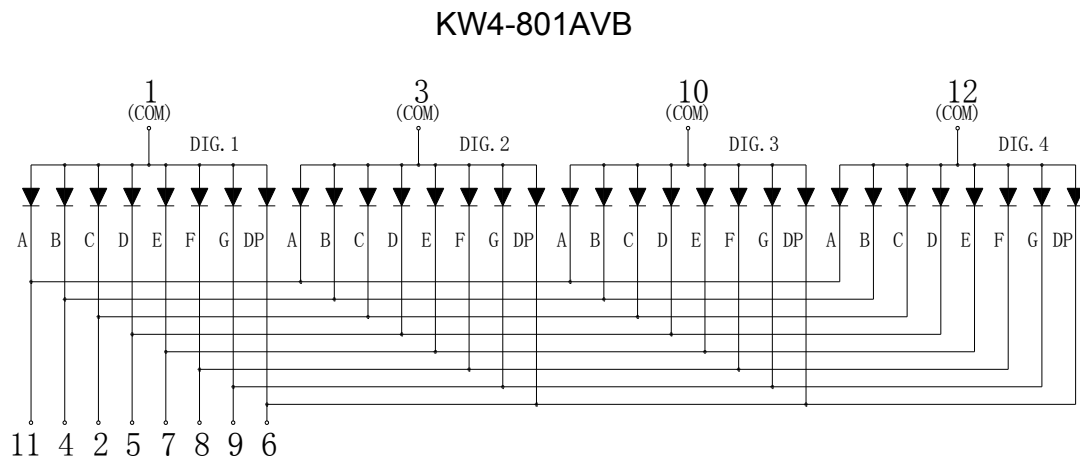 KW4-801AVB
1 3 10 12
(COM) (COM) (COM) (COM)
DIG.1 DIG.2 DIG.3 DIG.4
A B C D E F G DP A B C D E F G DP A B C D E F G DP A B C D E F G DP
11 4 2 5 7 8 9 6